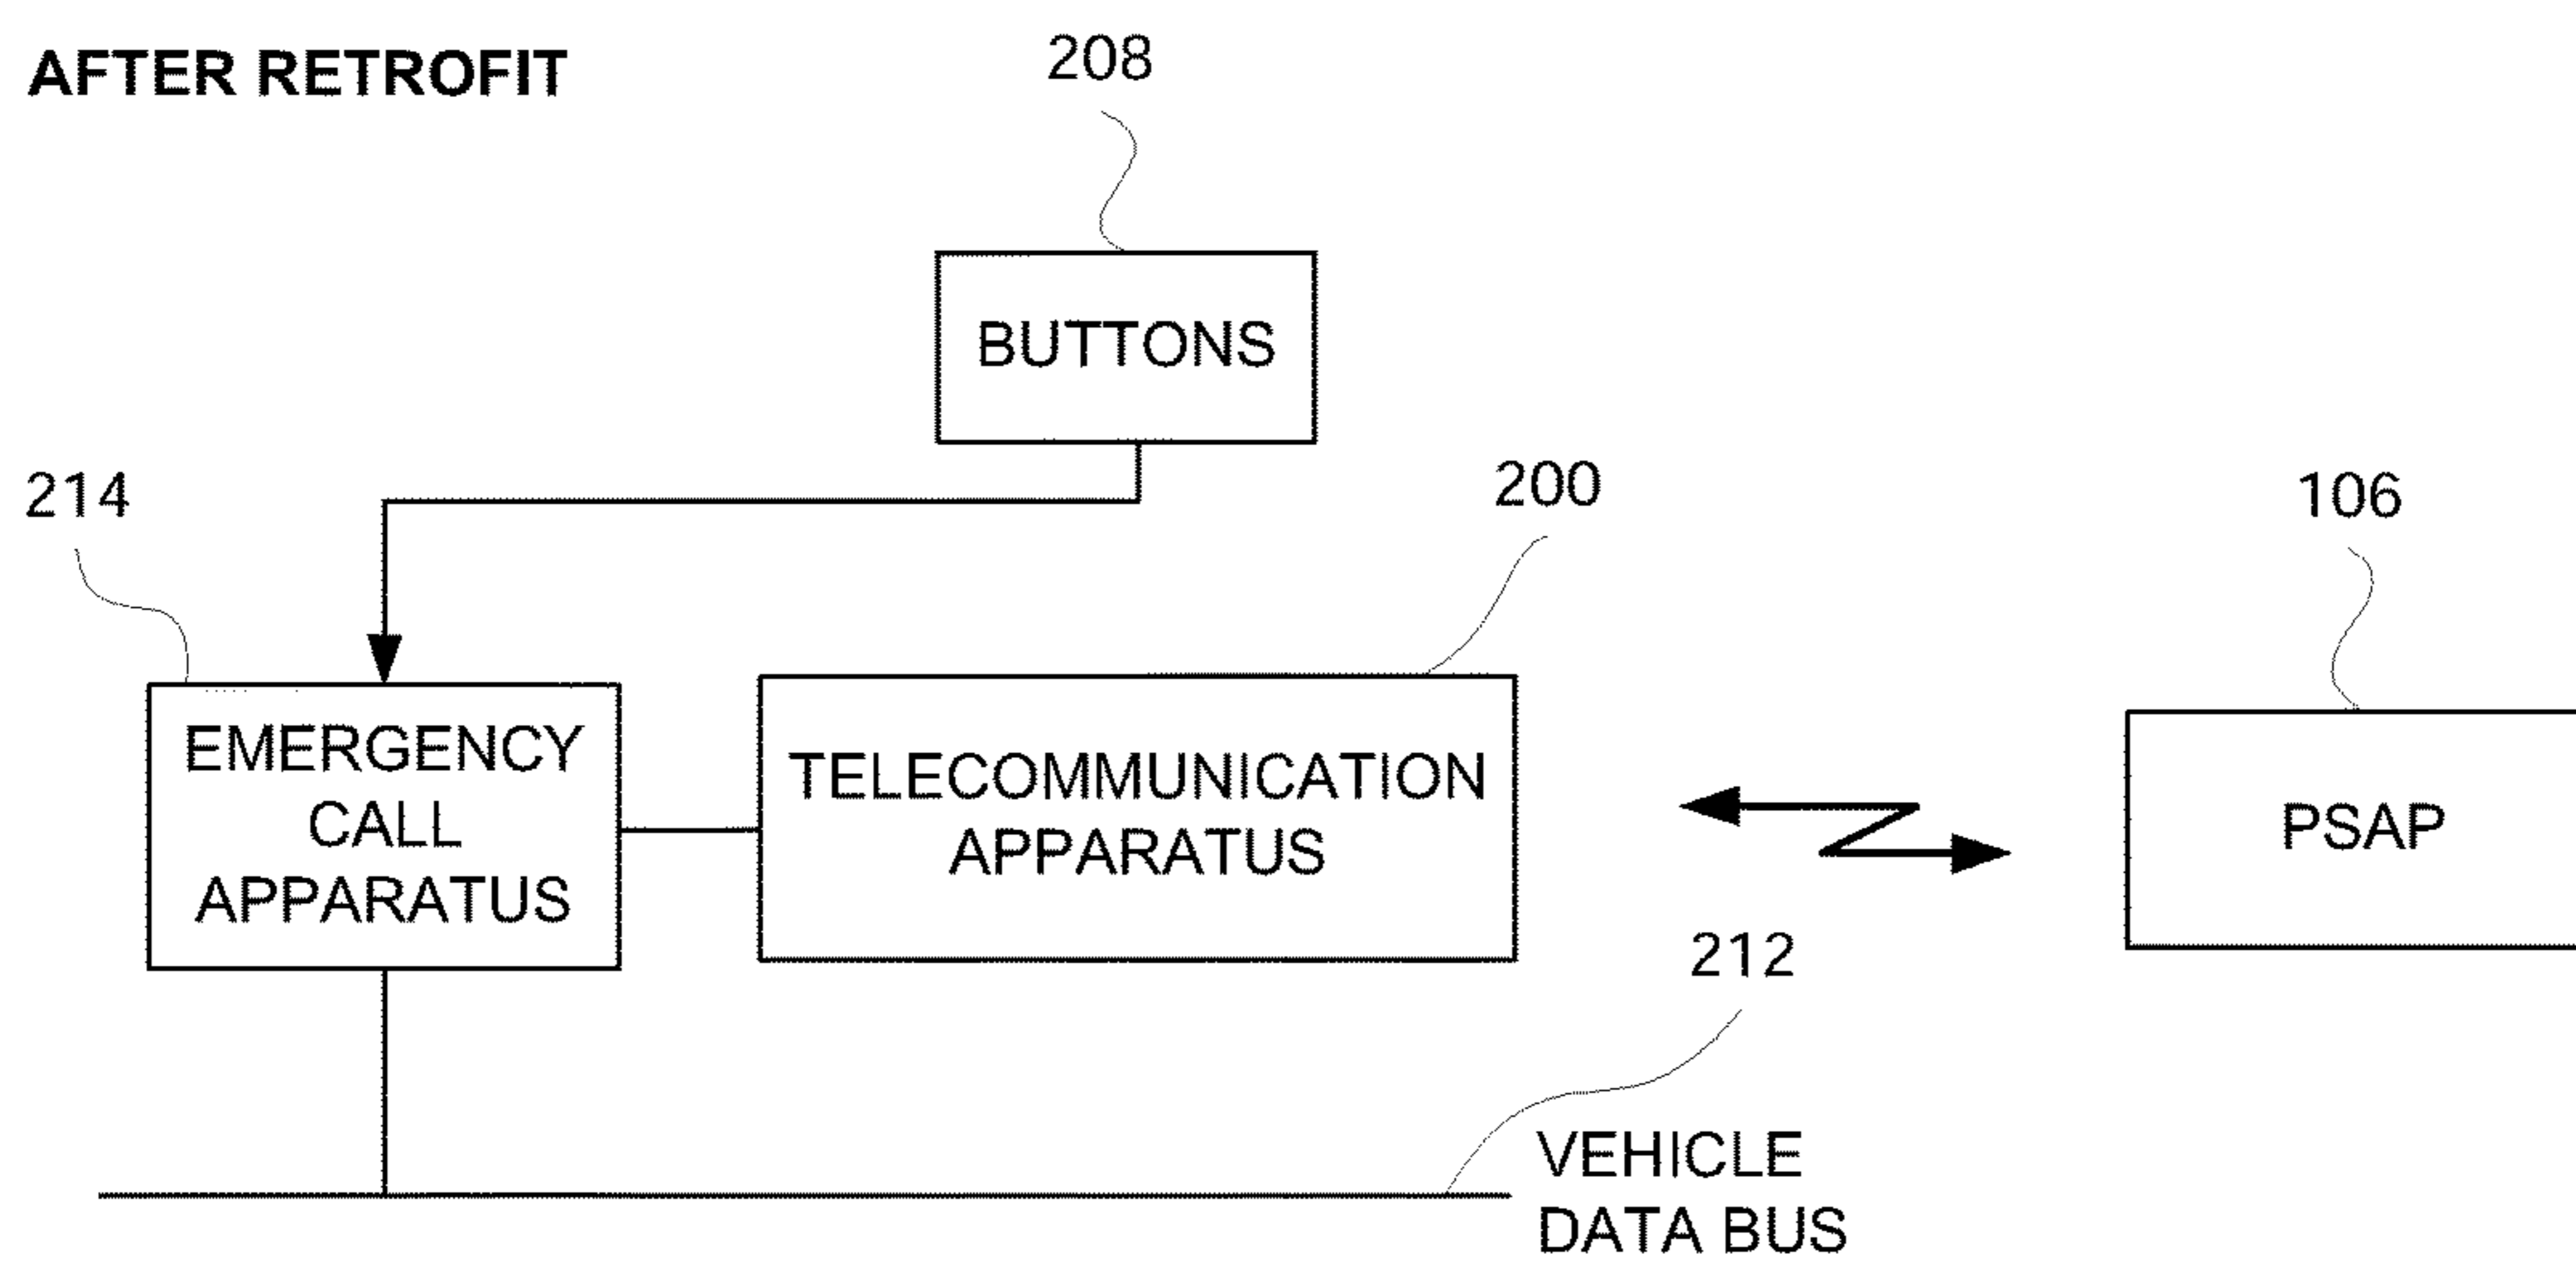 AFTER RETROFIT
208
BUTTONS
214
200
106
EMERGENCY
CALL
APPARATUS
TELECOMMUNICATION
APPARATUS
PSAP
212
VEHICLE
DATA BUS